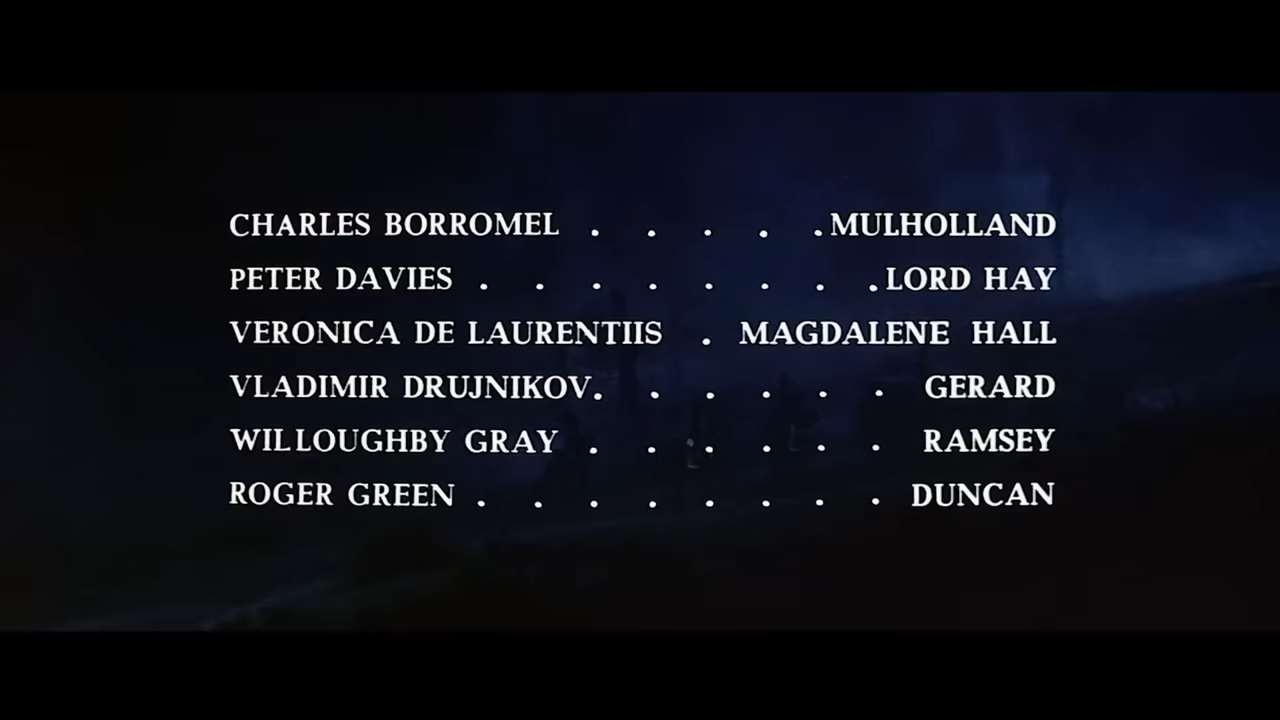 CHARLES BORROMEL . . . . . MULHOLLAND
PETER DAVIES . . . . . . . . LORD HAY
VERONICA DE LAURENTIIS . MAGDALENE HALL
VLADIMIR DRUJNIKOV. . . . . . GERARD
WILLOUGHBY GRAY . . . . . . RAMSEY
ROGER GREEN . . . . . . . . DUNCAN